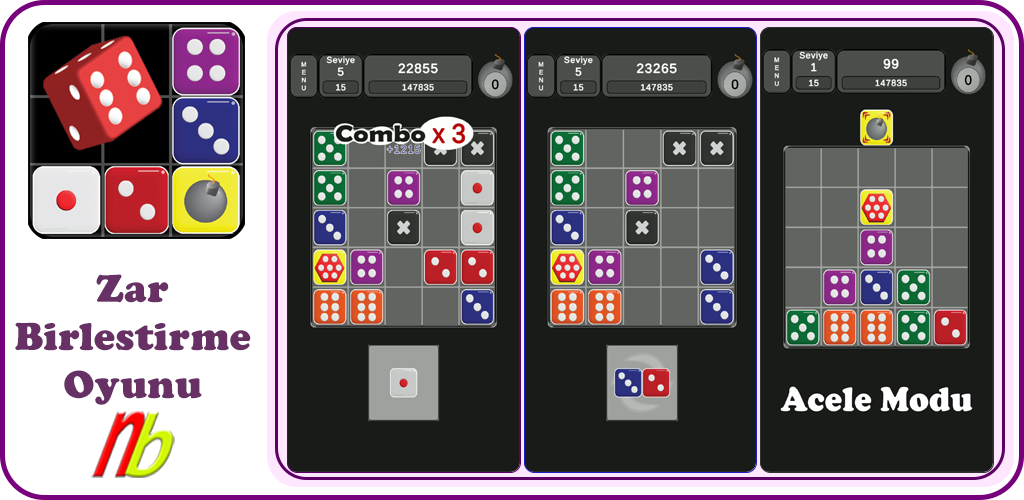 Zar
Birlestirme
Oyunu
nb
MENU
Seviye
5
15
22855
147835
0
Combo x 3
+1215
MENU
Seviye
5
15
23265
147835
0
MENU
Seviye
1
15
99
147835
0
Acele Modu